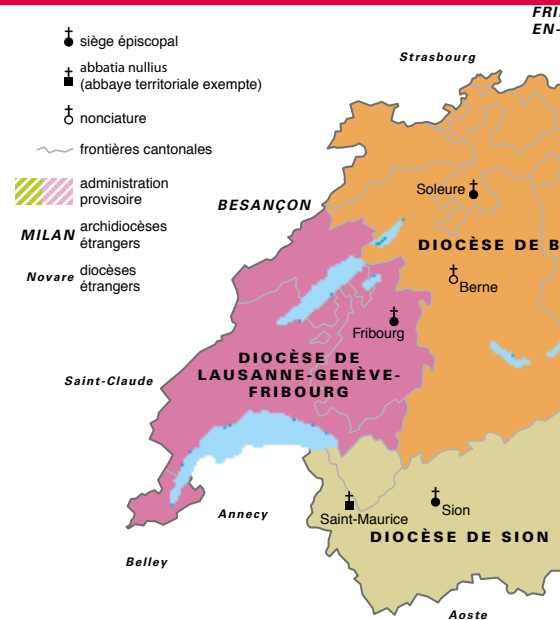 FRI
EN-
siège épiscopal
abbatia nullius
(abbaye territoriale exempte)
nonciature
frontières cantonales
administration
provisoire
MILAN archidiocèses
étrangers
Novare diocèses
étrangers
Strasbourg
BESANÇON
Soleure
DIOCÈSE DE B
Berne
Fribourg
DIOCÈSE DE
LAUSANNE-GENÈVE-
FRIBOURG
Saint-Claude
Annecy
Saint-Maurice
Sion
DIOCÈSE DE SION
Belley
Aoste